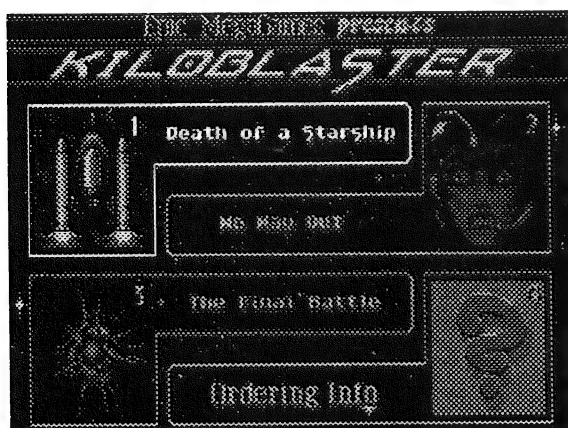 Epic MegaGames presents
KILOBLASTER
1 Death of a Starship
2
No Way Out
3 The Final Battle
Ordering Info